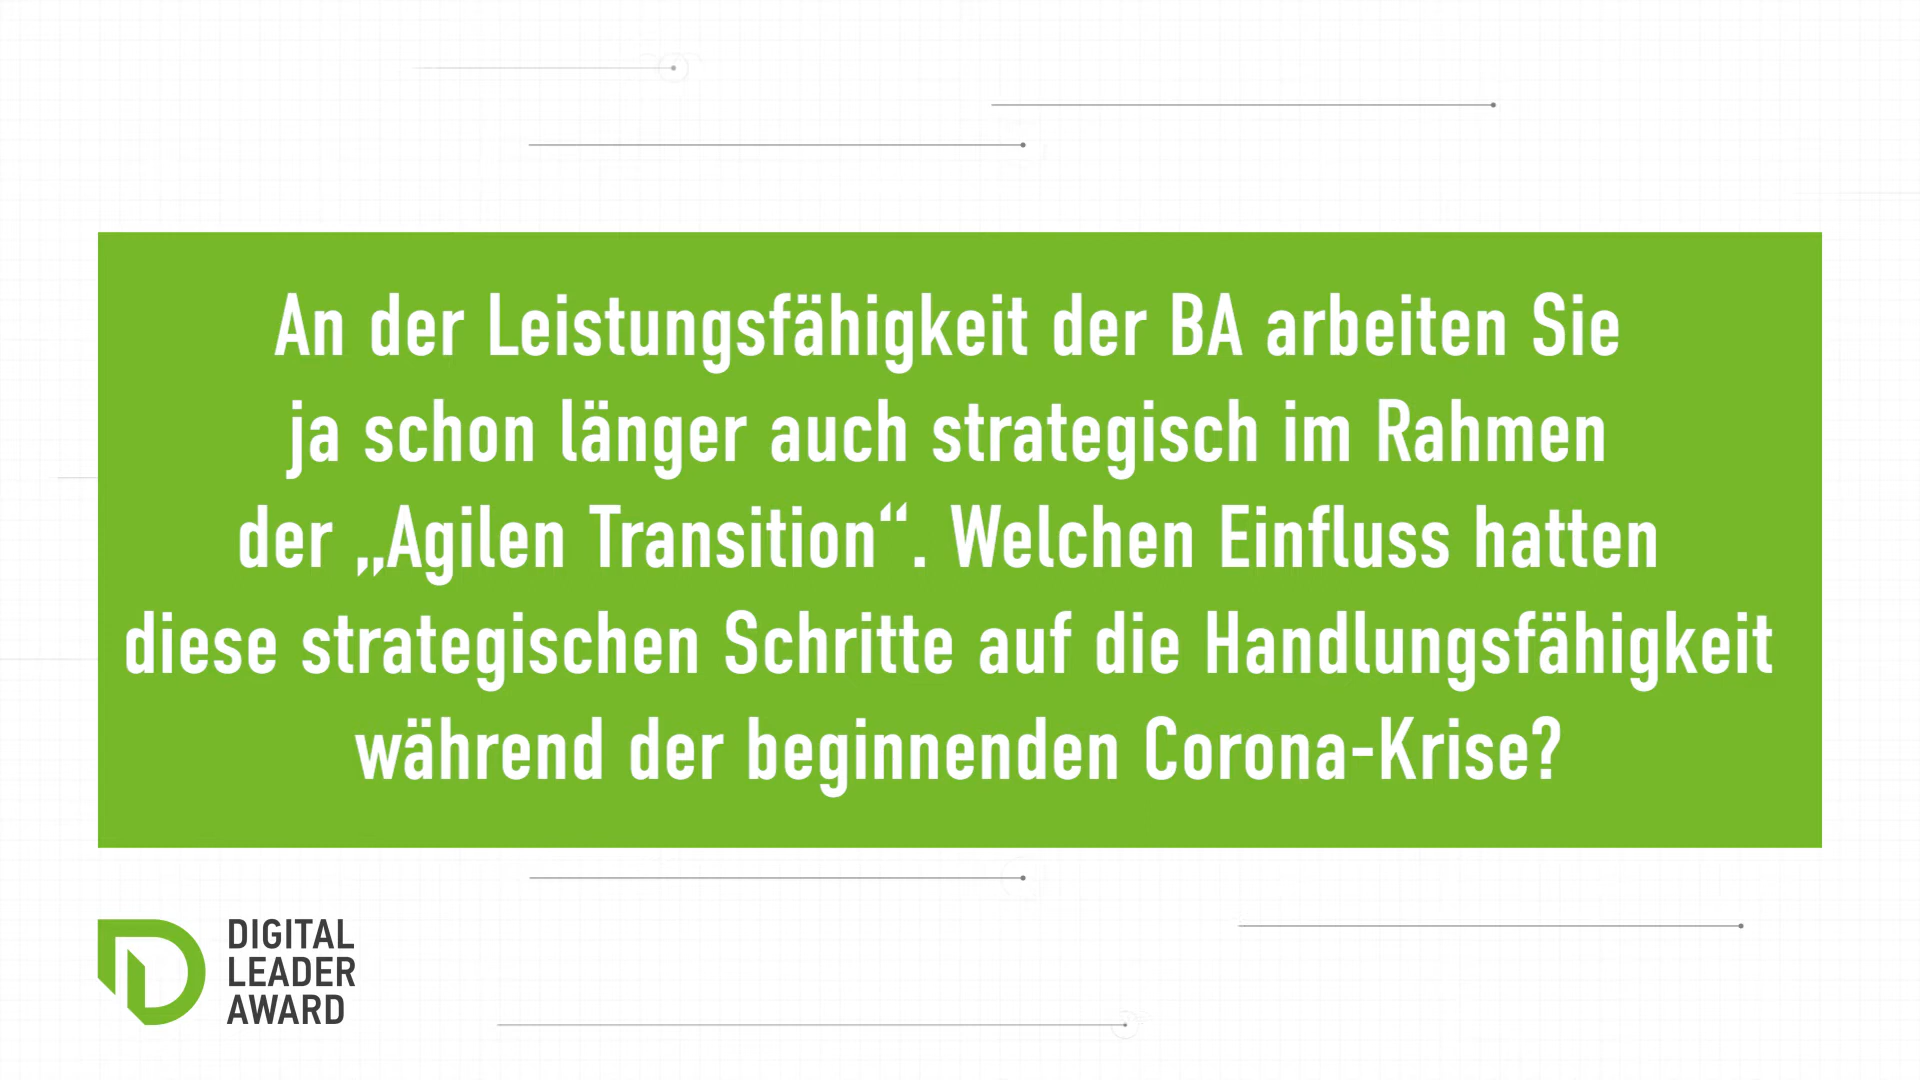 An der Leistungsfähigkeit der BA arbeiten Sie
ja schon länger auch strategisch im Rahmen
der „Agilen Transition“. Welchen Einfluss hatten
diese strategischen Schritte auf die Handlungsfähigkeit
während der beginnenden Corona-Krise?
DIGITAL
LEADER
AWARD